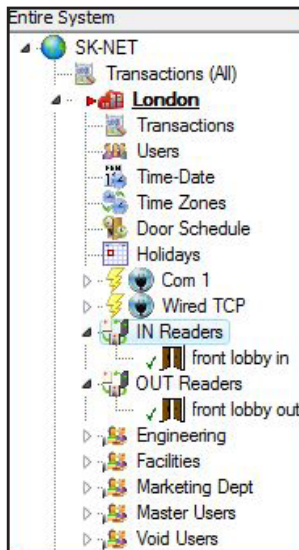 Entire System
SK-NET
Transactions (All)
London
Transactions
Users
Time-Date
Time Zones
Door Schedule
Holidays
Com 1
Wired TCP
IN Readers
front lobby in
OUT Readers
front lobby out
Engineering
Facilities
Marketing Dept
Master Users
Void Users